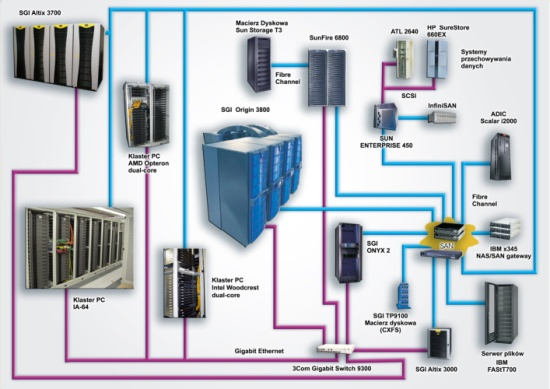 SGI Altix 3700
Macierz Dyskowa
Sun Storage T3
SunFire 6800
ATL 2640
HP SureStore
660EX
Systemy
przechowywania
danych
Fibre
Channel
SCSI
InfiniSAN
SGI Origin 3800
SUN
ENTERPRISE 450
ADIC
Scalar i2000
Klaster PC
AMD Opteron
dual-core
Fibre
Channel
SGI
ONYX 2
SAN
IBM x345
NAS/SAN gateway
Klaster PC
IA-64
Klaster PC
Intel Woodcrest
dual-core
SGI TP9100
Macierz dyskowa
(CXFS)
Gigabit Ethernet
3Com Gigabit Switch 9300
SGI Altix 3000
Serwer plików
IBM
FAStT700